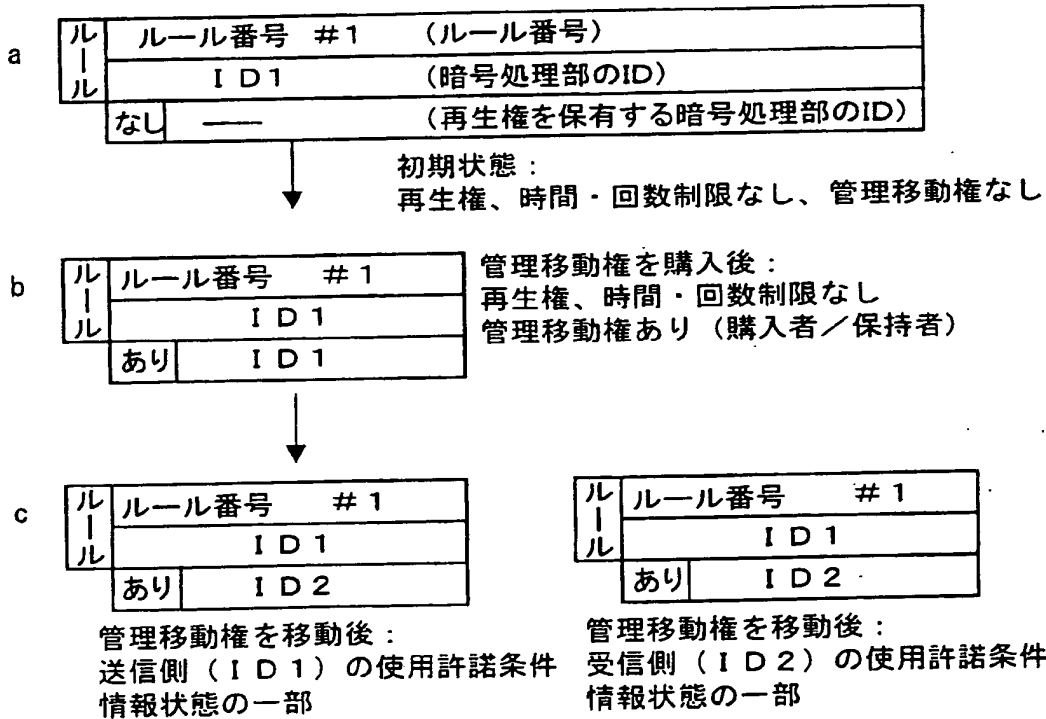 a
ルール
ルール番号 #1 （ルール番号）
ID1 （暗号処理部のID）
なし ―― （再生権を保有する暗号処理部のID）
初期状態：
再生権、時間・回数制限なし、管理移動権なし
b
ルール
ルール番号 #1
ID1
あり ID1
管理移動権を購入後：
再生権、時間・回数制限なし
管理移動権あり（購入者／保持者）
c
ルール
ルール番号 #1
ID1
あり ID2
管理移動権を移動後：
送信側（ID1）の使用許諾条件
情報状態の一部
ルール
ルール番号 #1
ID1
あり ID2
管理移動権を移動後：
受信側（ID2）の使用許諾条件
情報状態の一部